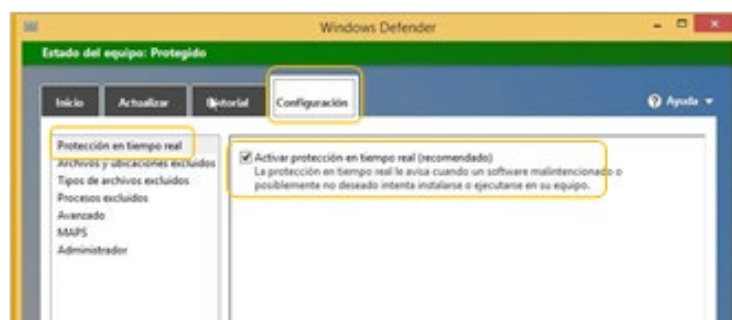 Windows Defender
Estado del equipo: Protegido
Inicio
Actualizar
Historial
Configuración
Ayuda
Protección en tiempo real
Archivos y ubicaciones excluidos
Tipos de archivos excluidos
Procesos excluidos
Avanzado
MAPS
Administrador
Activar protección en tiempo real (recomendado)
La protección en tiempo real le avisa cuando un software malintencionado o
posiblemente no deseado intenta instalarse o ejecutarse en su equipo.